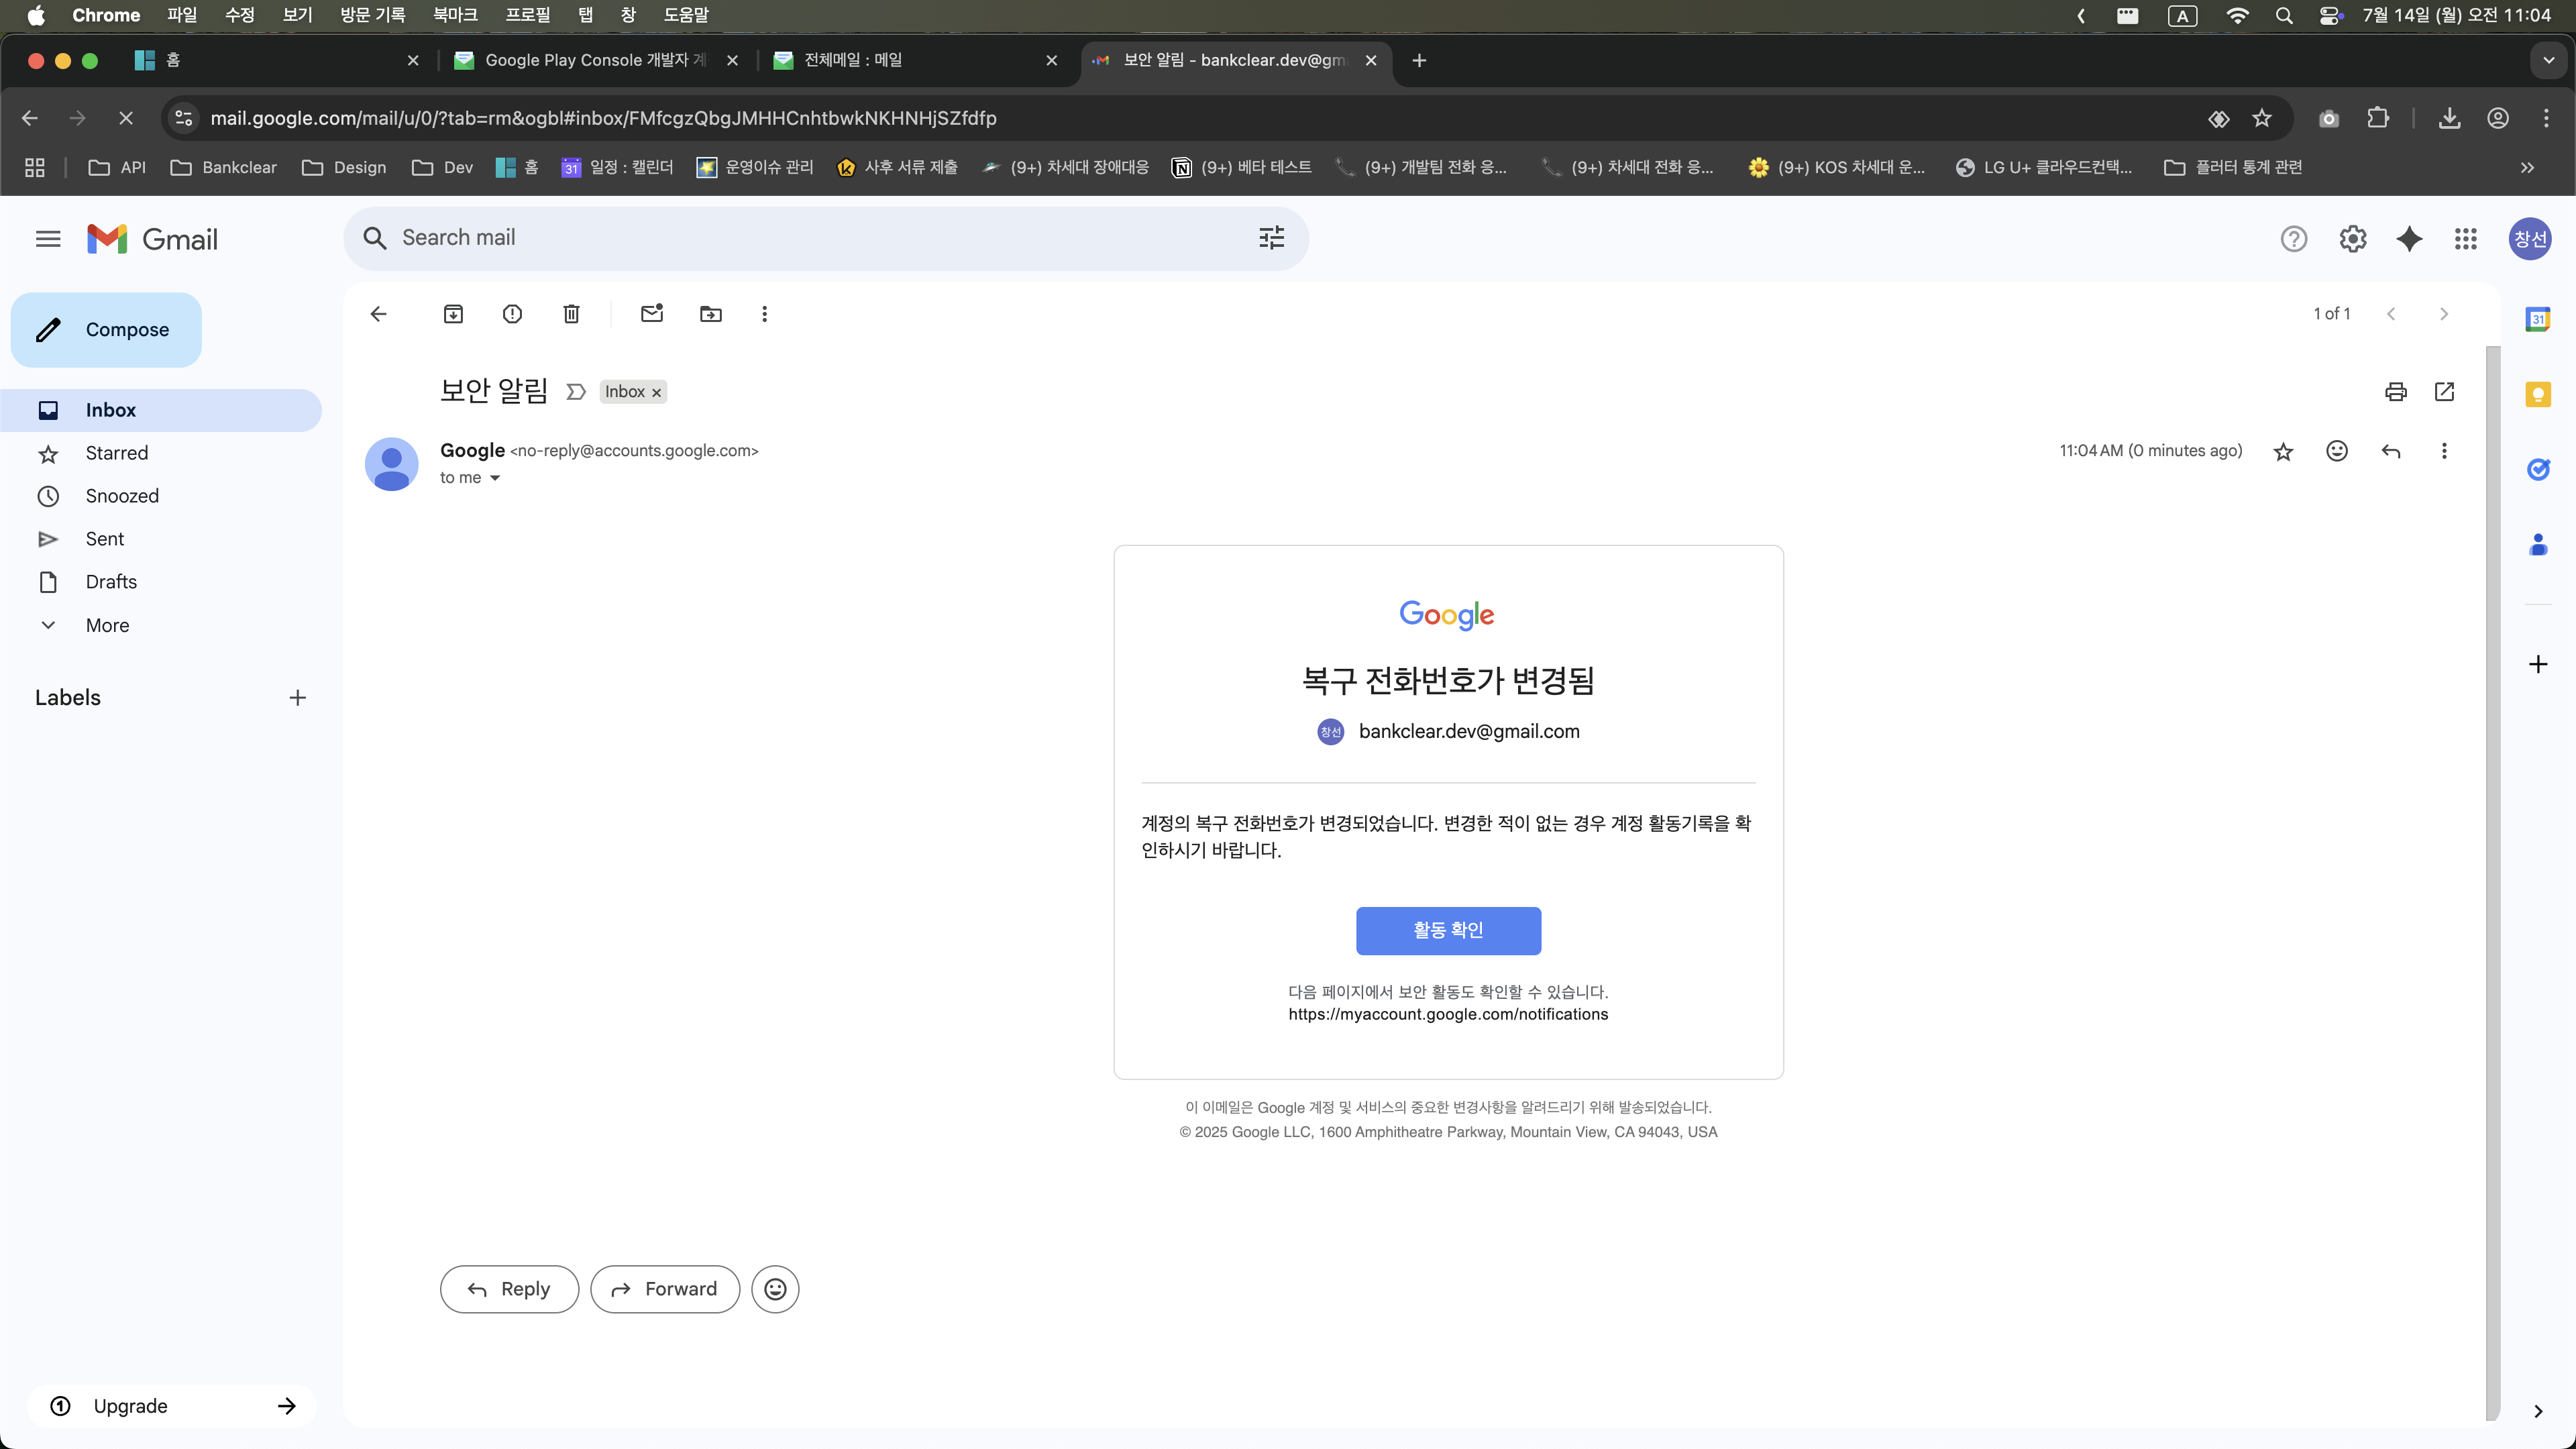 Chrome 파일 수정 보기 방문 기록 북마크 프로필 탭 창 도움말 A 7월 14일 (월) 오전 11:04
홈
Google Play Console 개발자 계
전체메일 : 메일
보안 알림 - bankclear.dev@gm
mail.google.com/mail/u/0/?tab=rm&ogbl#inbox/FMfcgzQbgJMHHCnhtbwkNKHNHjSZfdfp
API Bankclear Design Dev 홈 31 일정 : 캘린더 운영이슈 관리 사후 서류 제출 (9+) 차세대 장애대응 (9+) 베타 테스트 (9+) 개발팀 전화 응... (9+) 차세대 전화 응... (9+) KOS 차세대 운... LG U+ 클라우드컨택... 플러터 통계 관련
Gmail
Search mail
창선
Compose
1 of 1
31
Inbox
Starred
Snoozed
Sent
Drafts
More
Labels
Upgrade
보안 알림 Inbox
Google <no-reply@accounts.google.com>
11:04 AM (0 minutes ago)
to me
Google
복구 전화번호가 변경됨
창선 bankclear.dev@gmail.com
계정의 복구 전화번호가 변경되었습니다. 변경한 적이 없는 경우 계정 활동기록을 확
인하시기 바랍니다.
활동 확인
다음 페이지에서 보안 활동도 확인할 수 있습니다.
https://myaccount.google.com/notifications
이 이메일은 Google 계정 및 서비스의 중요한 변경사항을 알려드리기 위해 발송되었습니다.
© 2025 Google LLC, 1600 Amphitheatre Parkway, Mountain View, CA 94043, USA
Reply Forward